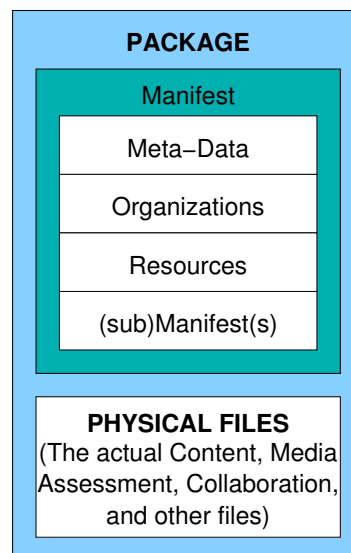 PACKAGE
Manifest
Meta−Data
Organizations
Resources
(sub)Manifest(s)
PHYSICAL FILES
(The actual Content, Media
Assessment, Collaboration,
and other files)